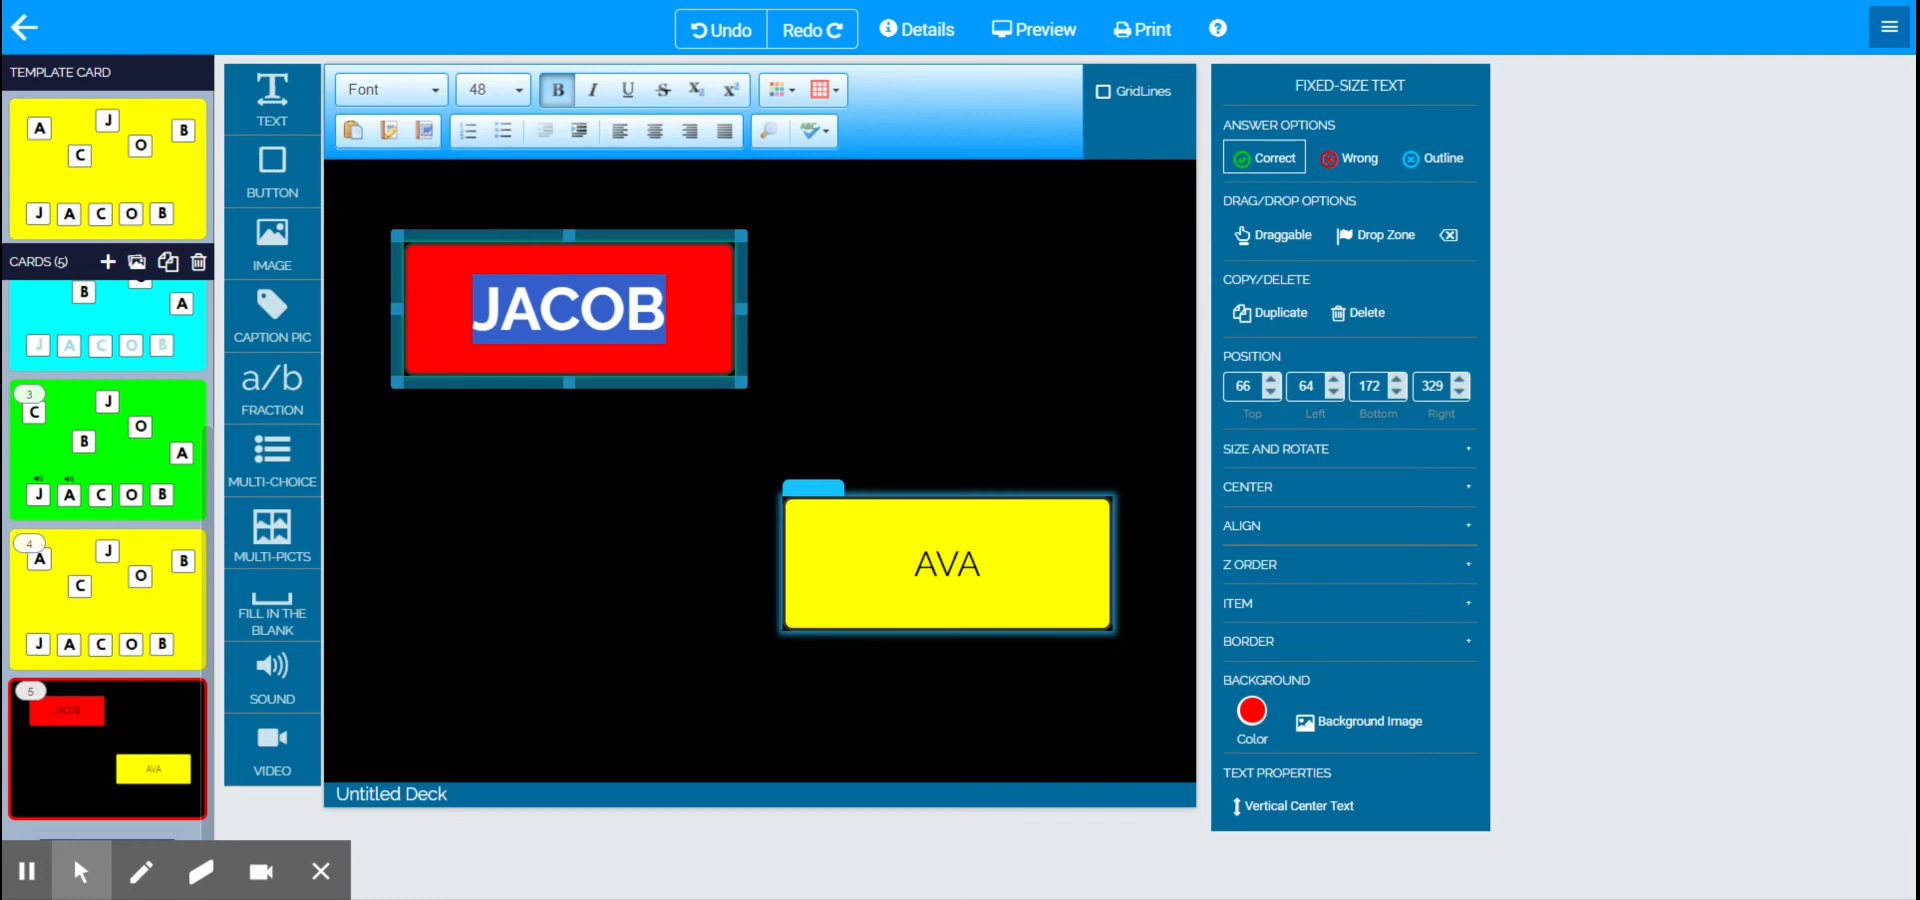 Undo
Redo
Details
Preview
Print
?
TEMPLATE CARD
A
J
B
C
O
J A C O B
CARDS (5)
B
A
J A C O B
3
C
J
O
B
A
J A C O B
4
A
J
B
C
O
J A C O B
5
JACOB
AVA
TEXT
BUTTON
IMAGE
CAPTION PIC
a/b
FRACTION
MULTI-CHOICE
MULTI-PICTS
FILL IN THE
BLANK
SOUND
VIDEO
Font
48
B I U S X₂ x²
GridLines
ABC
JACOB
AVA
Untitled Deck
FIXED-SIZE TEXT
ANSWER OPTIONS
Correct
Wrong
Outline
DRAG/DROP OPTIONS
Draggable
Drop Zone
COPY/DELETE
Duplicate
Delete
POSITION
66 64 172 329
Top Left Bottom Right
SIZE AND ROTATE +
CENTER +
ALIGN +
Z ORDER +
ITEM +
BORDER +
BACKGROUND
Background Image
Color
TEXT PROPERTIES
Vertical Center Text